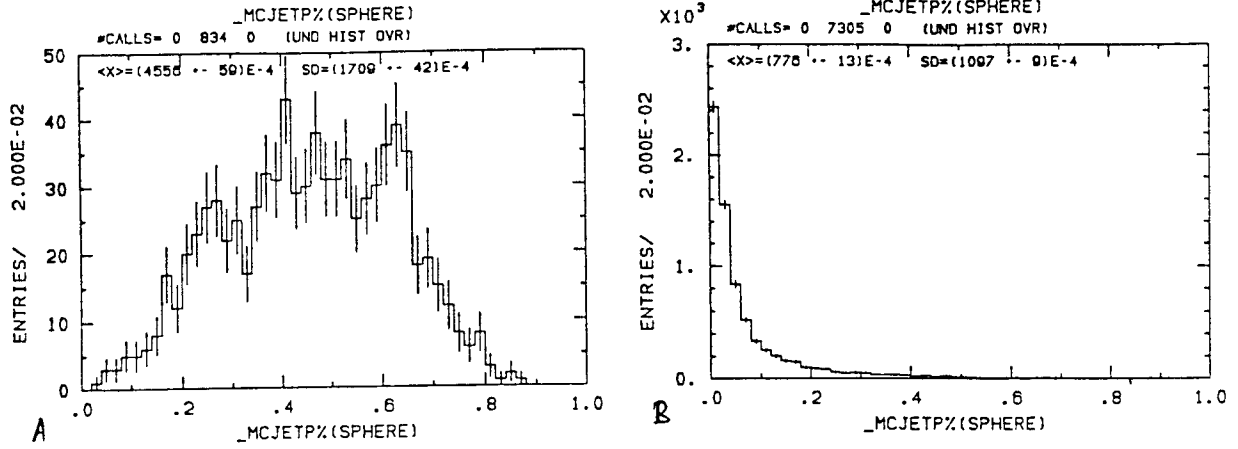 _MCJETP%(SPHERE)
#CALLS= 0 834 0 (UND HIST OVR)
<X>=(4556 +- 59)E-4 SD=(1709 +- 42)E-4
50
40
30
20
10
0
ENTRIES/ 2.000E-02
.0 .2 .4 .6 .8 1.0
_MCJETP%(SPHERE)
A
_MCJETP%(SPHERE)
X10³
#CALLS= 0 7305 0 (UND HIST OVR)
<X>=(776 +- 13)E-4 SD=(1097 +- 9)E-4
3.
2.
1.
0.
ENTRIES/ 2.000E-02
.0 .2 .4 .6 .8 1.0
_MCJETP%(SPHERE)
B